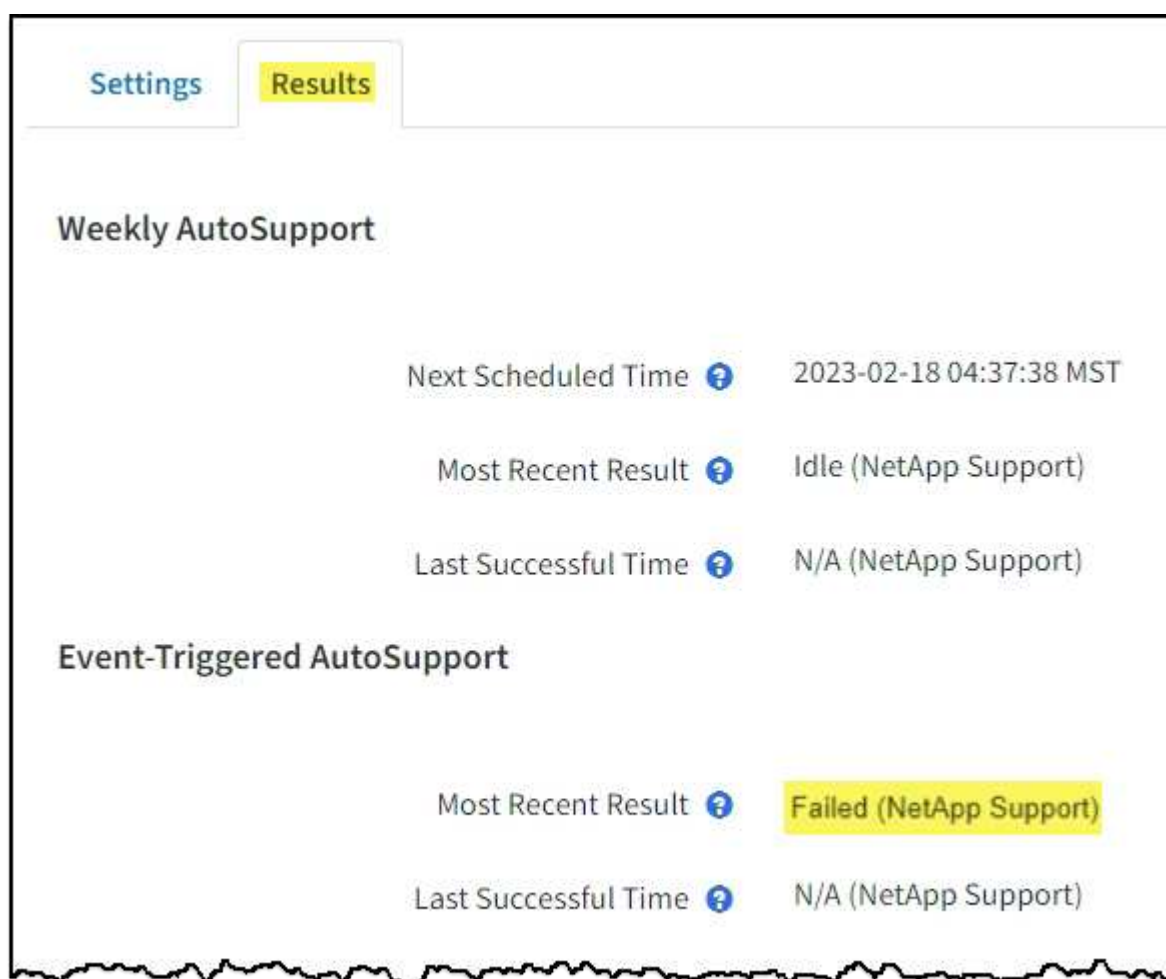 Settings Results
Weekly AutoSupport
Next Scheduled Time ? 2023-02-18 04:37:38 MST
Most Recent Result ? Idle (NetApp Support)
Last Successful Time ? N/A (NetApp Support)
Event-Triggered AutoSupport
Most Recent Result ? Failed (NetApp Support)
Last Successful Time ? N/A (NetApp Support)